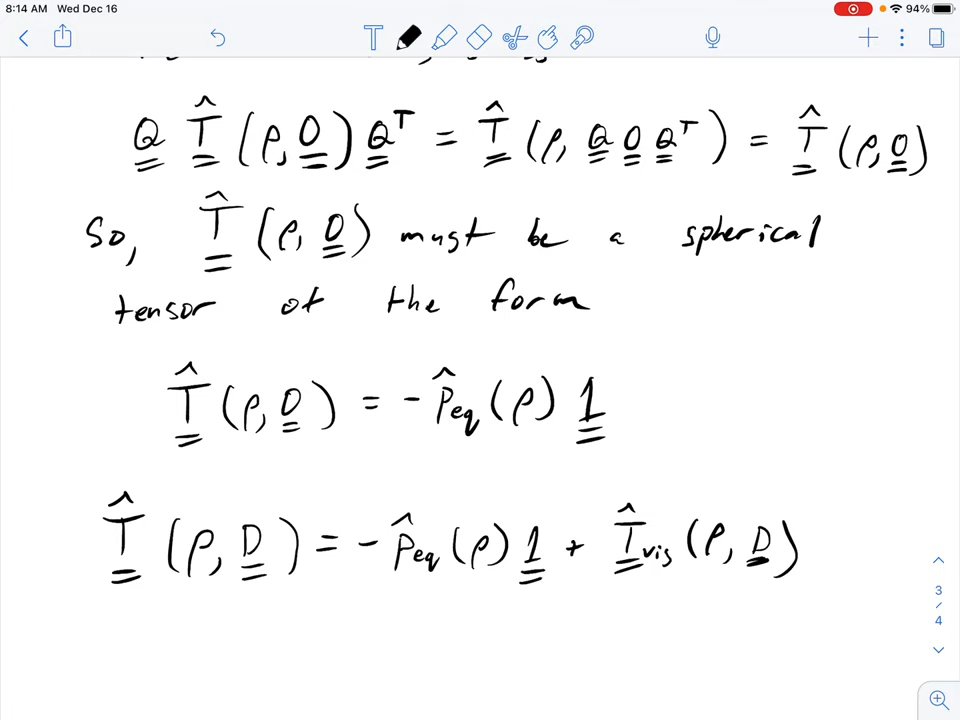 8:14 AM Wed Dec 16 94%
Q T̂ (ρ, 0) Qᵀ = T̂ (ρ, Q 0 Qᵀ) = T̂ (ρ, 0)
So, T̂ (ρ, 0) must be a spherical
tensor of the form
T̂ (ρ, 0) = - p̂eq (ρ) 1
T̂ (ρ, D) = - p̂eq (ρ) 1 + T̂vis (ρ, D)
3
/
4